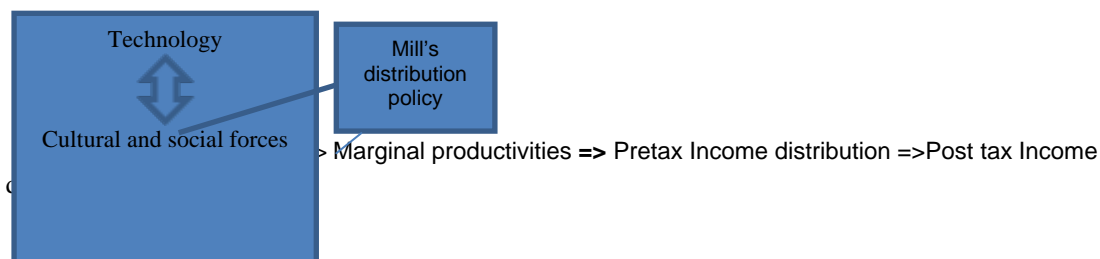 Technology
Mill's
distribution
policy
Cultural and social forces
> Marginal productivities => Pretax Income distribution =>Post tax Income